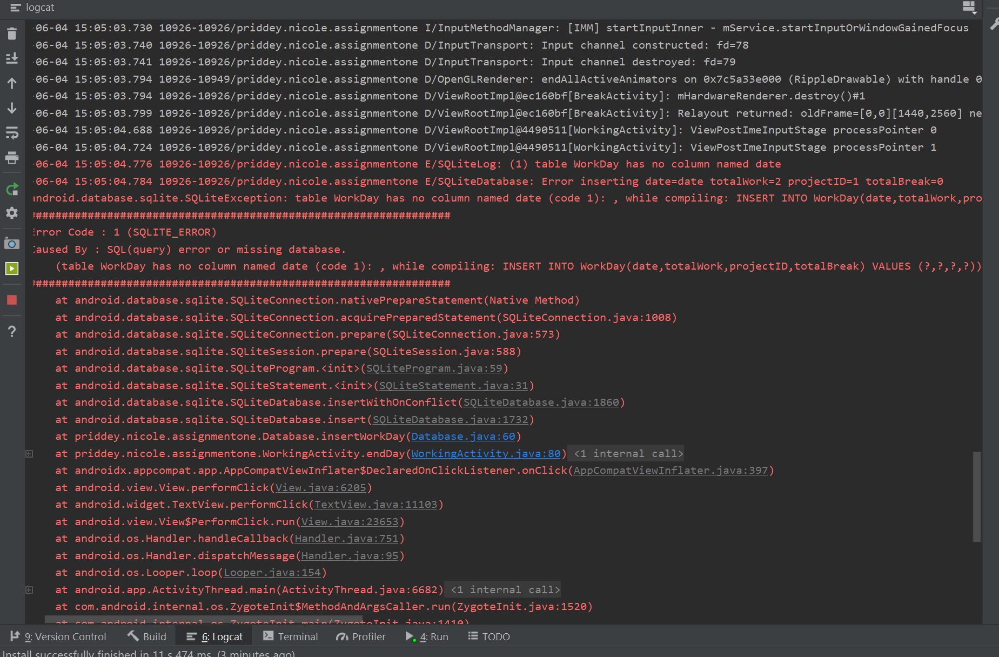 logcat
06-04 15:05:03.730 10926-10926/priddey.nicole.assignmentone I/InputMethodManager: [IMM] startInputInner - mService.startInputOrWindowGainedFocus
06-04 15:05:03.740 10926-10926/priddey.nicole.assignmentone D/InputTransport: Input channel constructed: fd=78
06-04 15:05:03.741 10926-10926/priddey.nicole.assignmentone D/InputTransport: Input channel destroyed: fd=79
06-04 15:05:03.794 10926-10949/priddey.nicole.assignmentone D/OpenGLRenderer: endAllActiveAnimators on 0x7c5a33e000 (RippleDrawable) with handle 0
06-04 15:05:03.794 10926-10926/priddey.nicole.assignmentone D/ViewRootImpl@ec160bf[BreakActivity]: mHardwareRenderer.destroy()#1
06-04 15:05:03.799 10926-10926/priddey.nicole.assignmentone D/ViewRootImpl@ec160bf[BreakActivity]: Relayout returned: oldFrame=[0,0][1440,2560] ne
06-04 15:05:04.688 10926-10926/priddey.nicole.assignmentone D/ViewRootImpl@4490511[WorkingActivity]: ViewPostImeInputStage processPointer 0
06-04 15:05:04.724 10926-10926/priddey.nicole.assignmentone D/ViewRootImpl@4490511[WorkingActivity]: ViewPostImeInputStage processPointer 1
06-04 15:05:04.776 10926-10926/priddey.nicole.assignmentone E/SQLiteLog: (1) table WorkDay has no column named date
06-04 15:05:04.784 10926-10926/priddey.nicole.assignmentone E/SQLiteDatabase: Error inserting date=date totalWork=2 projectID=1 totalBreak=0
android.database.sqlite.SQLiteException: table WorkDay has no column named date (code 1): , while compiling: INSERT INTO WorkDay(date,totalWork,pro
#################################################################
Error Code : 1 (SQLITE_ERROR)
Caused By : SQL(query) error or missing database.
(table WorkDay has no column named date (code 1): , while compiling: INSERT INTO WorkDay(date,totalWork,projectID,totalBreak) VALUES (?,?,?,?))
#################################################################
at android.database.sqlite.SQLiteConnection.nativePrepareStatement(Native Method)
at android.database.sqlite.SQLiteConnection.acquirePreparedStatement(SQLiteConnection.java:1008)
at android.database.sqlite.SQLiteConnection.prepare(SQLiteConnection.java:573)
at android.database.sqlite.SQLiteSession.prepare(SQLiteSession.java:588)
at android.database.sqlite.SQLiteProgram.<init>(SQLiteProgram.java:59)
at android.database.sqlite.SQLiteStatement.<init>(SQLiteStatement.java:31)
at android.database.sqlite.SQLiteDatabase.insertWithOnConflict(SQLiteDatabase.java:1860)
at android.database.sqlite.SQLiteDatabase.insert(SQLiteDatabase.java:1732)
at priddey.nicole.assignmentone.Database.insertWorkDay(Database.java:60)
at priddey.nicole.assignmentone.WorkingActivity.endDay(WorkingActivity.java:80) <1 internal call>
at androidx.appcompat.app.AppCompatViewInflater$DeclaredOnClickListener.onClick(AppCompatViewInflater.java:397)
at android.view.View.performClick(View.java:6205)
at android.widget.TextView.performClick(TextView.java:11103)
at android.view.View$PerformClick.run(View.java:23653)
at android.os.Handler.handleCallback(Handler.java:751)
at android.os.Handler.dispatchMessage(Handler.java:95)
at android.os.Looper.loop(Looper.java:154)
at android.app.ActivityThread.main(ActivityThread.java:6682) <1 internal call>
at com.android.internal.os.ZygoteInit$MethodAndArgsCaller.run(ZygoteInit.java:1520)
at com.android.internal.os.ZygoteInit.main(ZygoteInit.java:1410)
9: Version Control Build 6: Logcat Terminal Profiler 4: Run TODO
Install successfully finished in 11 s 474 ms. (3 minutes ago)